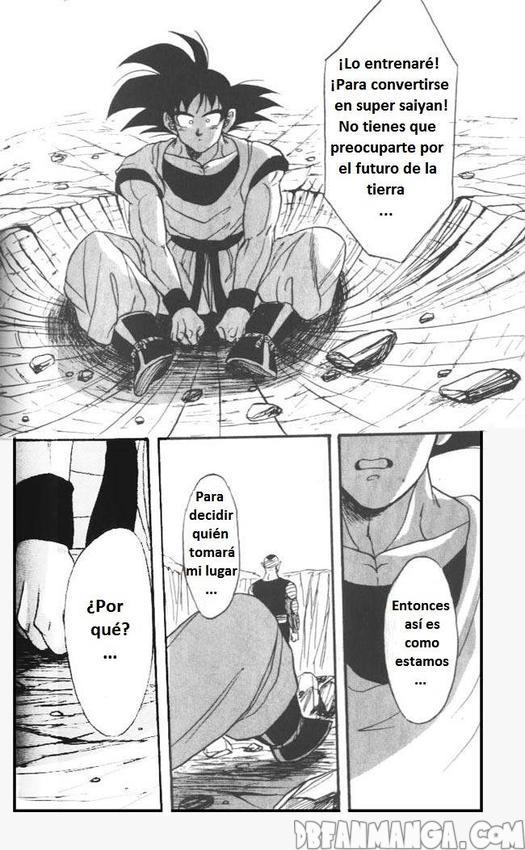 ¡Lo entrenaré!
¡Para convertirse
en super saiyan!
No tienes que
preocuparte por
el futuro de la
tierra
...
Entonces
así es
como
estamos
...
Para
decidir
quién
tomará
mi lugar
...
¿Por
qué?
...
DBFANMANGA.COM